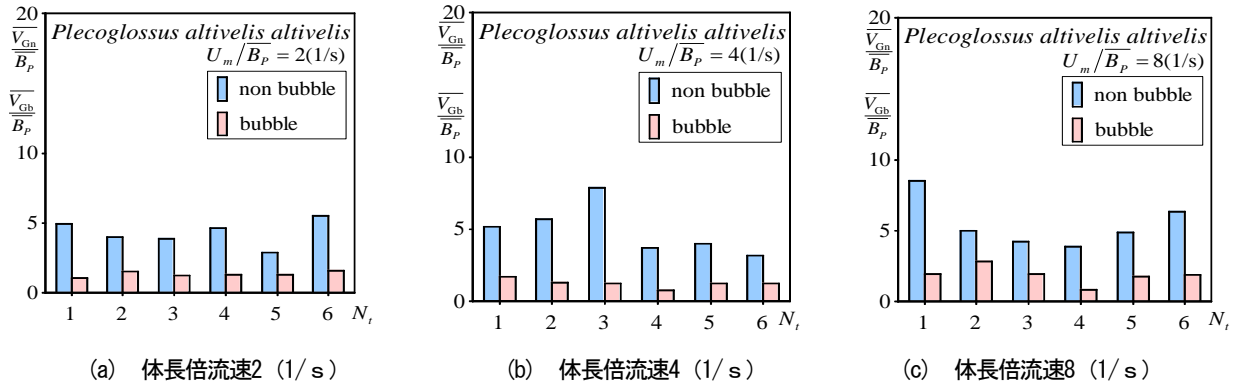 20
V_Gn
B_P
V_Gb
B_P
10
5
0
Plecoglossus altivelis altivelis
U_m/B_P = 2(1/s)
non bubble
bubble
1 2 3 4 5 6 N_t
(a) 体長倍流速2（1/ｓ）
20
V_Gn
B_P
V_Gb
B_P
10
5
0
Plecoglossus altivelis altivelis
U_m/B_P = 4(1/s)
non bubble
bubble
1 2 3 4 5 6 N_t
(b) 体長倍流速4（1/ｓ）
20
V_Gn
B_P
V_Gb
B_P
10
5
0
Plecoglossus altivelis altivelis
U_m/B_P = 8(1/s)
non bubble
bubble
1 2 3 4 5 6 N_t
(c) 体長倍流速8（1/ｓ）